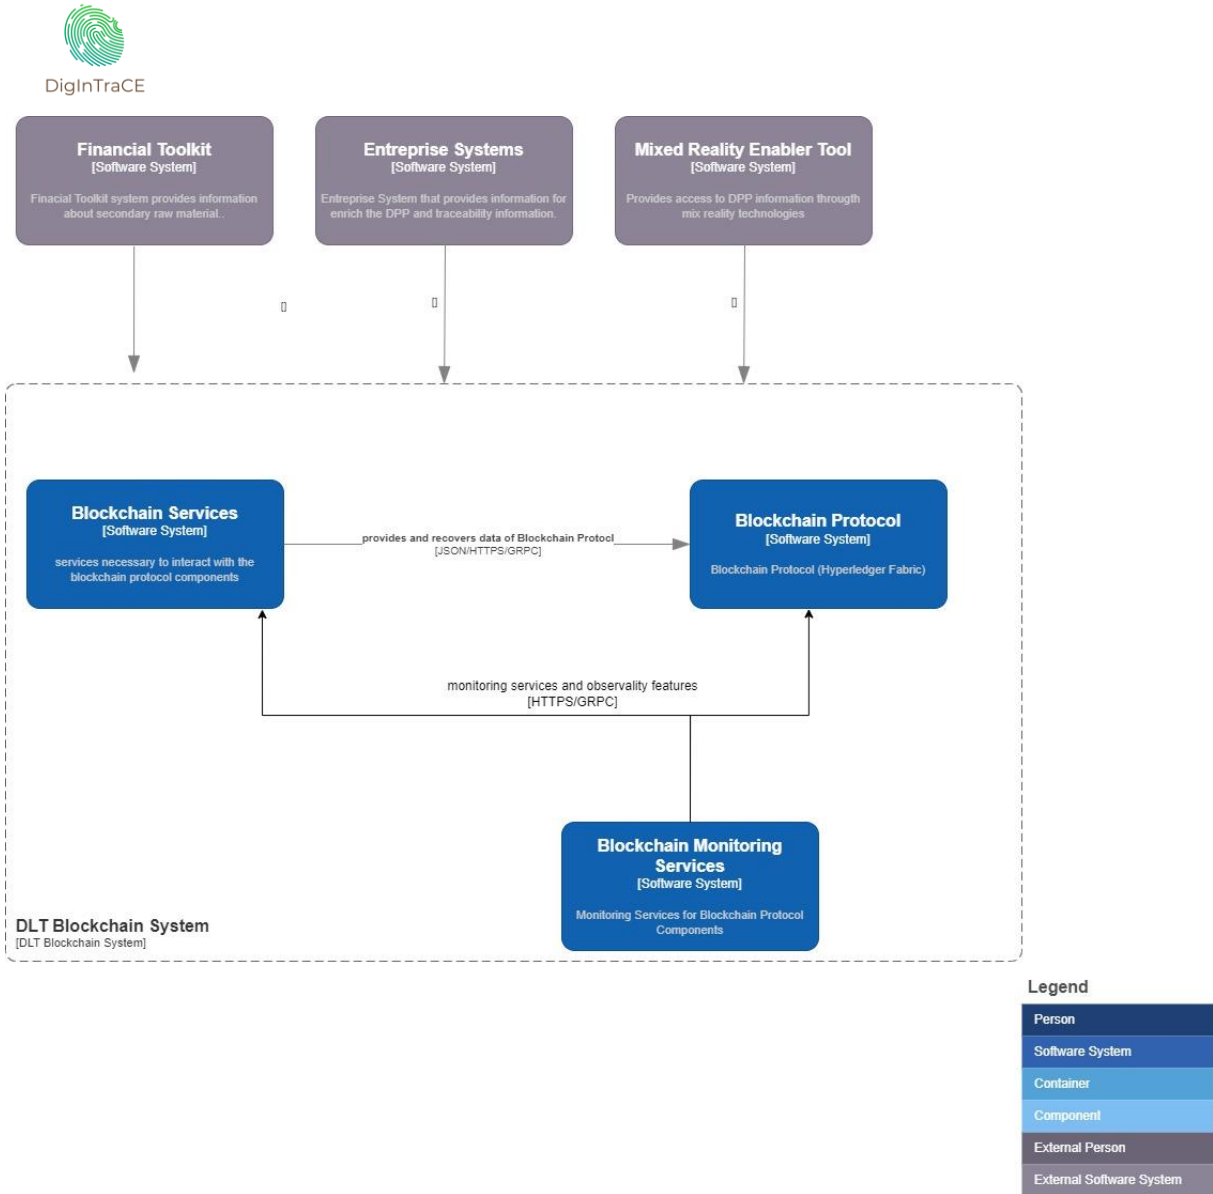 DigInTraCE
Financial Toolkit
[Software System]
Finacial Toolkit system provides information
about secondary raw material..
Entreprise Systems
[Software System]
Entreprise System that provides information for
enrich the DPP and traceability information.
Mixed Reality Enabler Tool
[Software System]
Provides access to DPP information througth
mix reality technologies
Blockchain Services
[Software System]
services necessary to interact with the
blockchain protocol components
provides and recovers data of Blockchain Protocl
[JSON/HTTPS/GRPC]
Blockchain Protocol
[Software System]
Blockchain Protocol (Hyperledger Fabric)
monitoring services and observality features
[HTTPS/GRPC]
Blockchain Monitoring
Services
[Software System]
Monitoring Services for Blockchain Protocol
Components
DLT Blockchain System
[DLT Blockchain System]
Legend
Person
Software System
Container
Component
External Person
External Software System